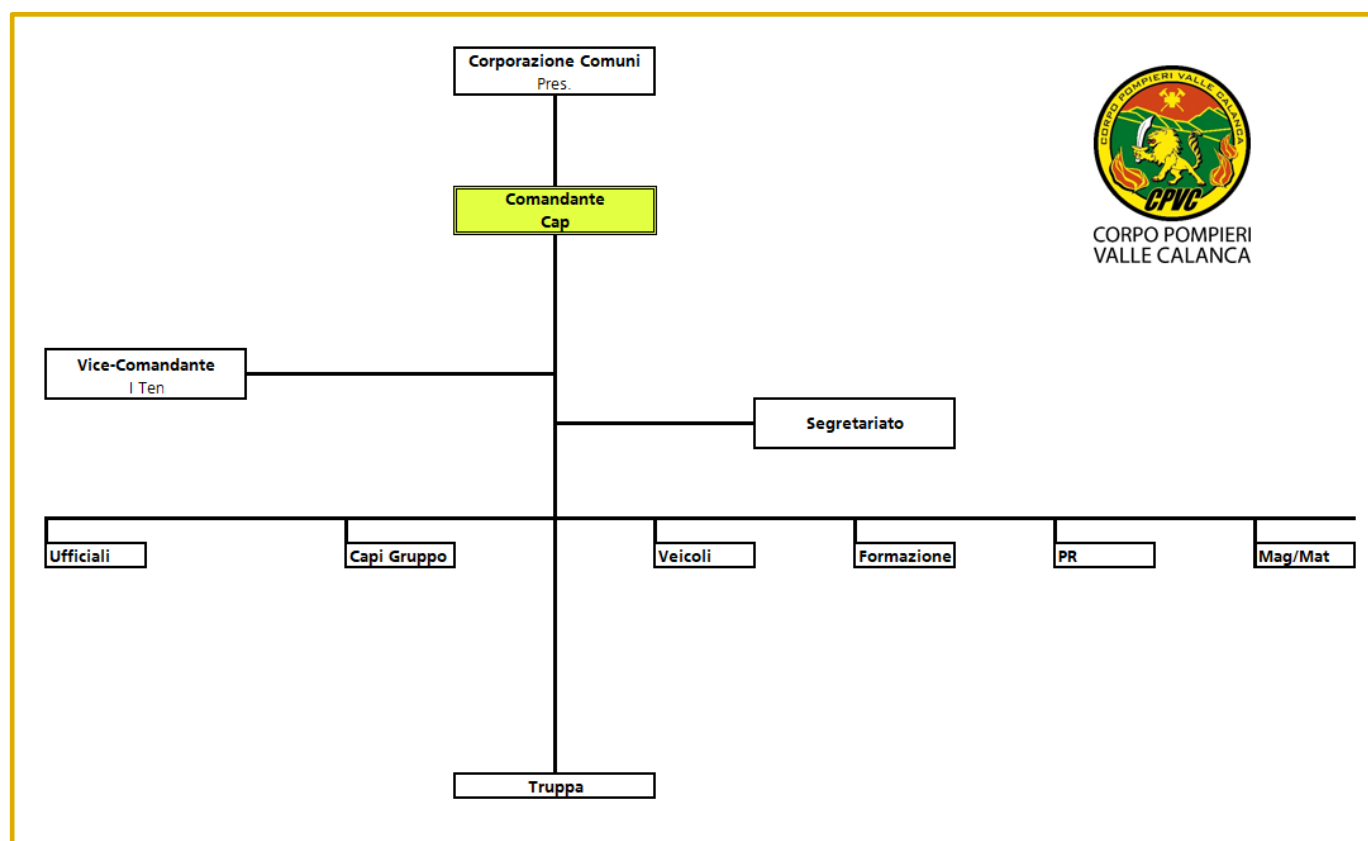 Corporazione Comuni
Pres.
CORPO POMPIERI VALLE CALANCA
CPVC
CORPO POMPIERI
VALLE CALANCA
Comandante
Cap
Vice-Comandante
I Ten
Segretariato
Ufficiali
Capi Gruppo
Veicoli
Formazione
PR
Mag/Mat
Truppa